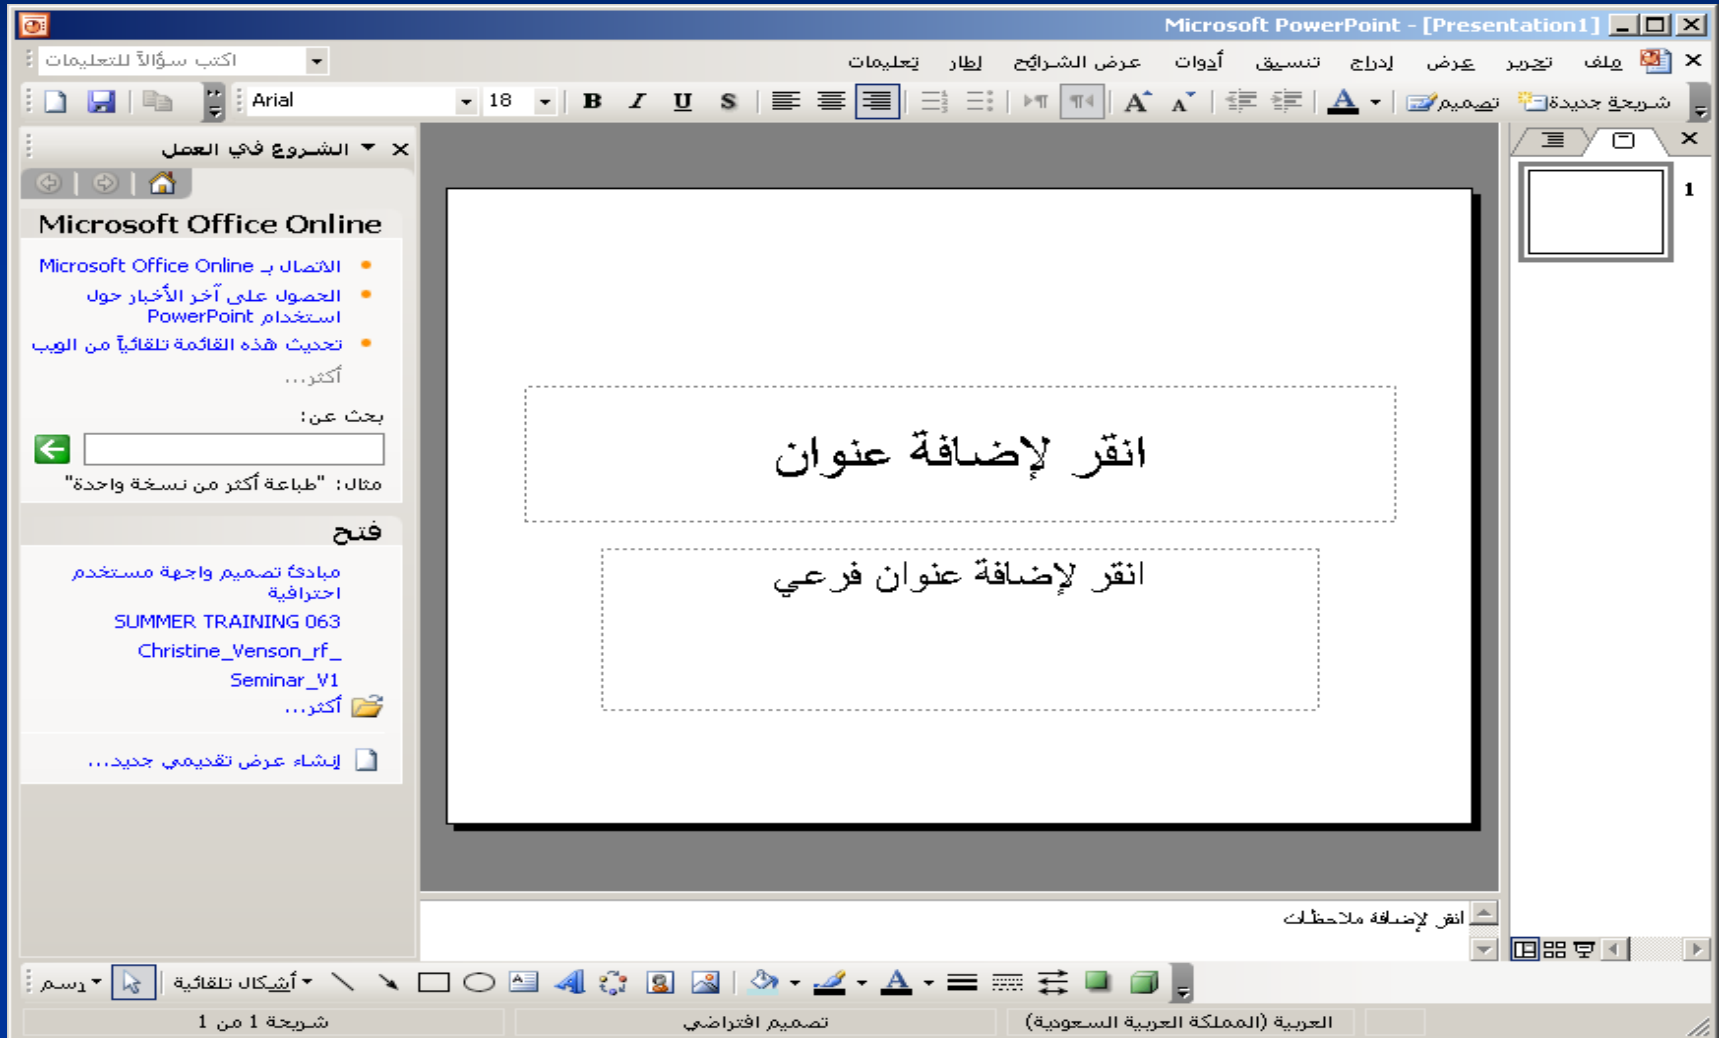 Microsoft PowerPoint - [Presentation1]
ملف تحرير عرض إدراج تنسيق أدوات عرض الشرائح إطار تعليمات
اكتب سؤالاً للتعليمات
Arial 18 B I U S A A A تصميم شريحة جديدة
الشروع في العمل
Microsoft Office Online
الاتصال بـ Microsoft Office Online
الحصول على آخر الأخبار حول
استخدام PowerPoint
تحديث هذه القائمة تلقائياً من الويب
أكثر...
بحث عن:
مثال: "طباعة أكثر من نسخة واحدة"
فتح
مبادئ تصميم واجهة مستخدم
احترافية
SUMMER TRAINING 063
Christine_Venson_rf_
Seminar_V1
أكثر...
إنشاء عرض تقديمي جديد...
انقر لإضافة عنوان
انقر لإضافة عنوان فرعي
1
انقر لإضافة ملاحظات
رسم أشكال تلقائية
شريحة 1 من 1
تصميم افتراضي
العربية (المملكة العربية السعودية)